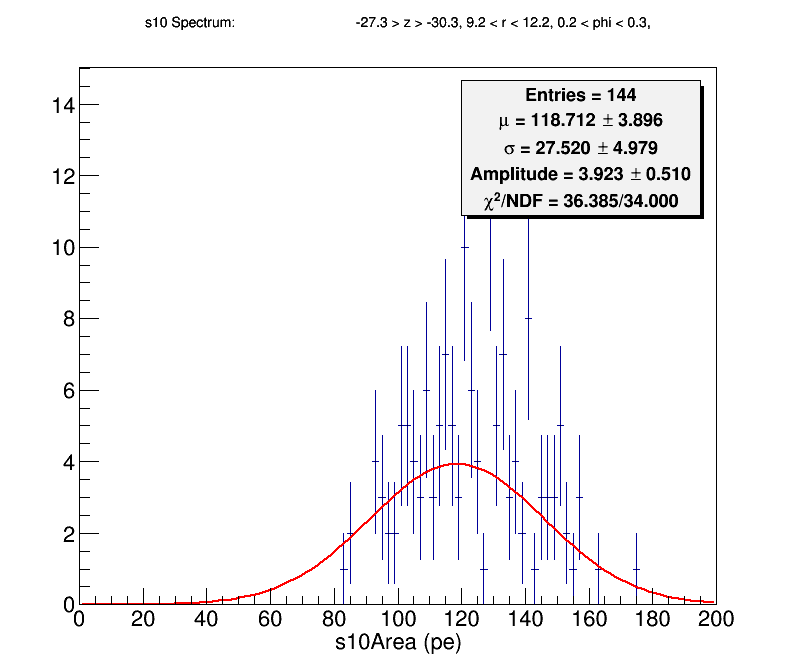 s10 Spectrum: -27.3 > z > -30.3, 9.2 < r < 12.2, 0.2 < phi < 0.3,
Entries = 144
μ = 118.712 ± 3.896
σ = 27.520 ± 4.979
Amplitude = 3.923 ± 0.510
χ²/NDF = 36.385/34.000
14
12
10
8
6
4
2
0
0 20 40 60 80 100 120 140 160 180 200
s10Area (pe)